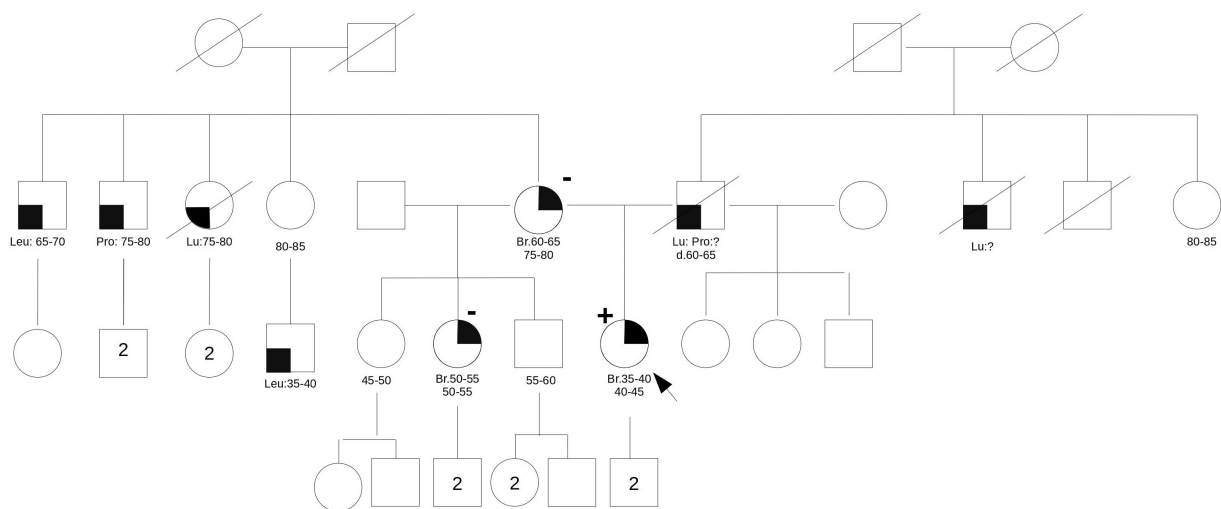 -
Leu: 65-70
Pro: 75-80
Lu:75-80
80-85
Br.60-65
75-80
Lu: Pro:?
d.60-65
Lu:?
80-85
2
2
Leu:35-40
45-50
-
Br.50-55
50-55
55-60
+
Br.35-40
40-45
2
2
2